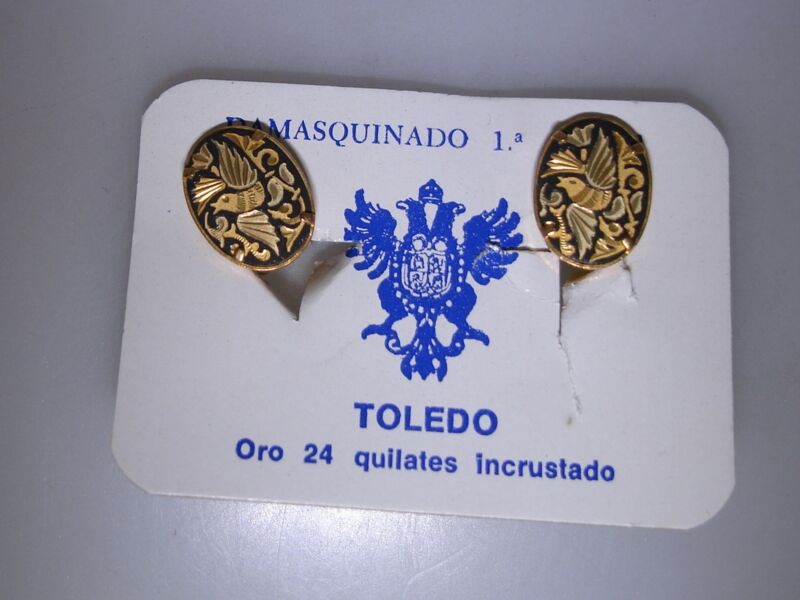 DAMASQUINADO 1.ª
TOLEDO
Oro 24 quilates incrustado